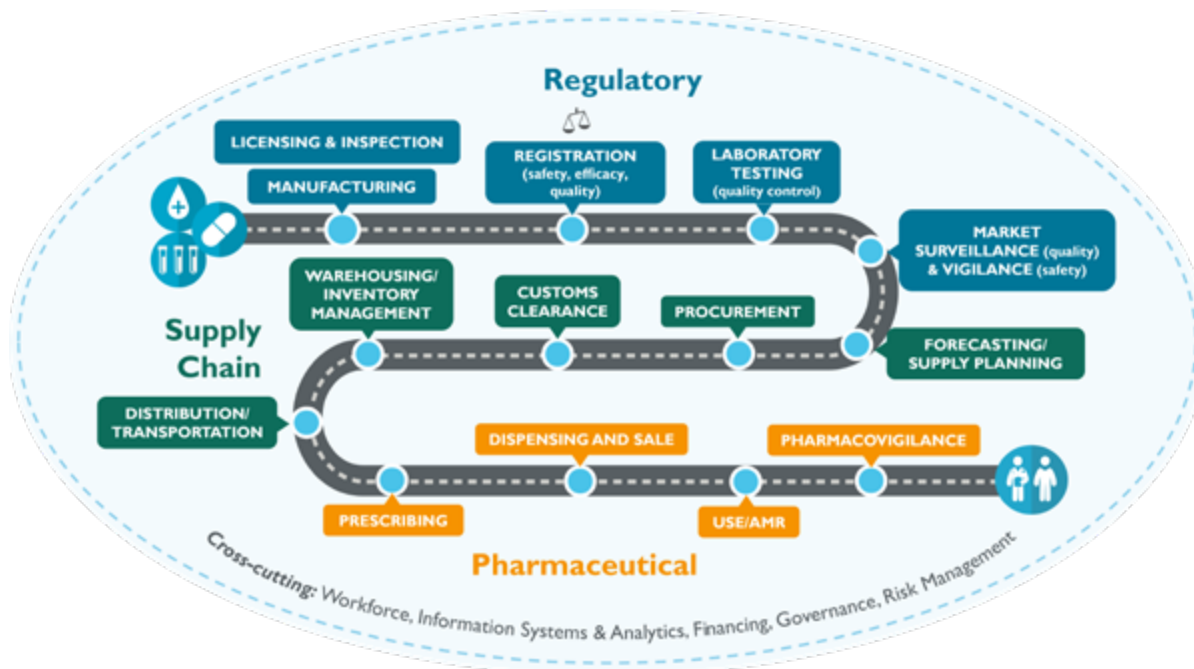 Regulatory
LICENSING & INSPECTION
MANUFACTURING
REGISTRATION
(safety, efficacy,
quality)
LABORATORY
TESTING
(quality control)
MARKET
SURVEILLANCE (quality)
& VIGILANCE (safety)
Supply
Chain
WAREHOUSING/
INVENTORY
MANAGEMENT
CUSTOMS
CLEARANCE
PROCUREMENT
FORECASTING/
SUPPLY PLANNING
DISTRIBUTION/
TRANSPORTATION
DISPENSING AND SALE
PHARMACOVIGILANCE
PRESCRIBING
USE/AMR
Pharmaceutical
Cross-cutting: Workforce, Information Systems & Analytics, Financing, Governance, Risk Management